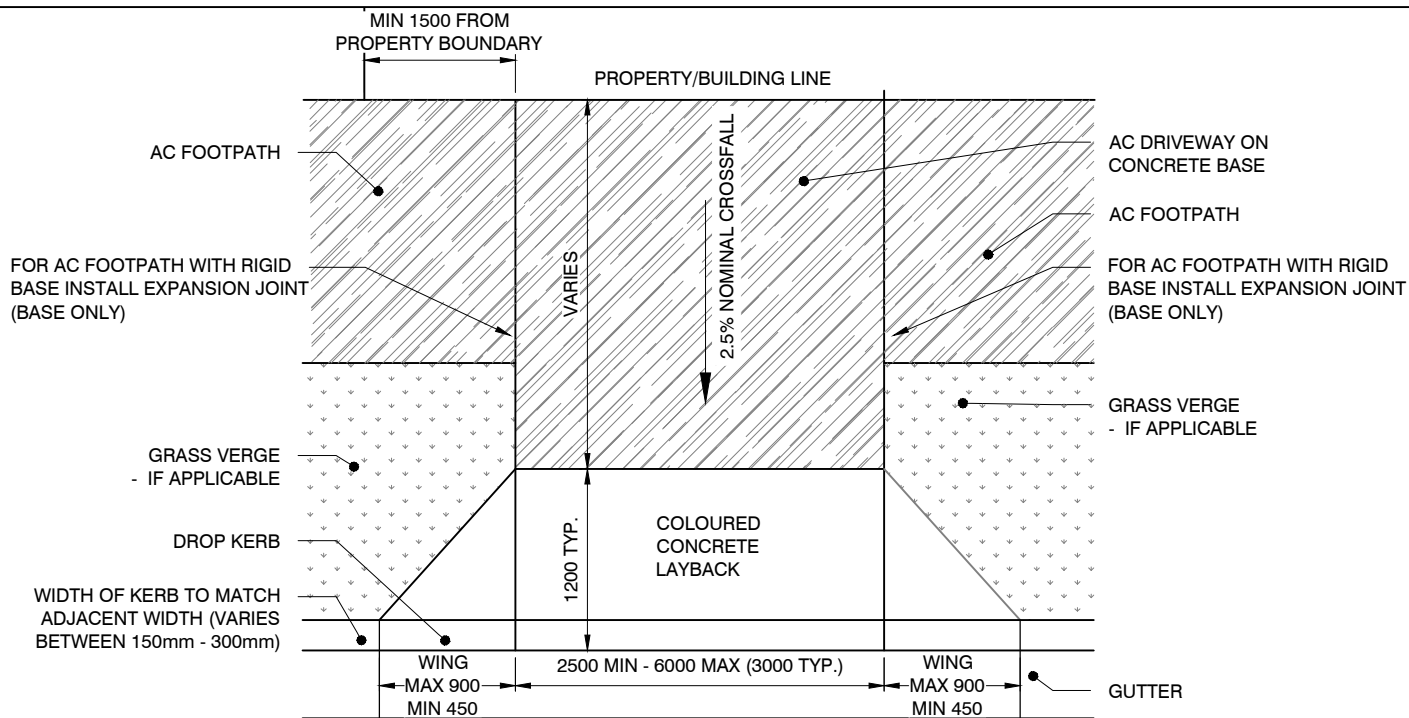 MIN 1500 FROM
PROPERTY BOUNDARY
PROPERTY/BUILDING LINE
AC FOOTPATH
FOR AC FOOTPATH WITH RIGID
BASE INSTALL EXPANSION JOINT
(BASE ONLY)
GRASS VERGE
- IF APPLICABLE
DROP KERB
WIDTH OF KERB TO MATCH
ADJACENT WIDTH (VARIES
BETWEEN 150mm - 300mm)
VARIES
2.5% NOMINAL CROSSFALL
1200 TYP.
COLOURED
CONCRETE
LAYBACK
AC DRIVEWAY ON
CONCRETE BASE
AC FOOTPATH
FOR AC FOOTPATH WITH RIGID
BASE INSTALL EXPANSION JOINT
(BASE ONLY)
GRASS VERGE
- IF APPLICABLE
WING
MAX 900
MIN 450
2500 MIN - 6000 MAX (3000 TYP.)
WING
MAX 900
MIN 450
GUTTER